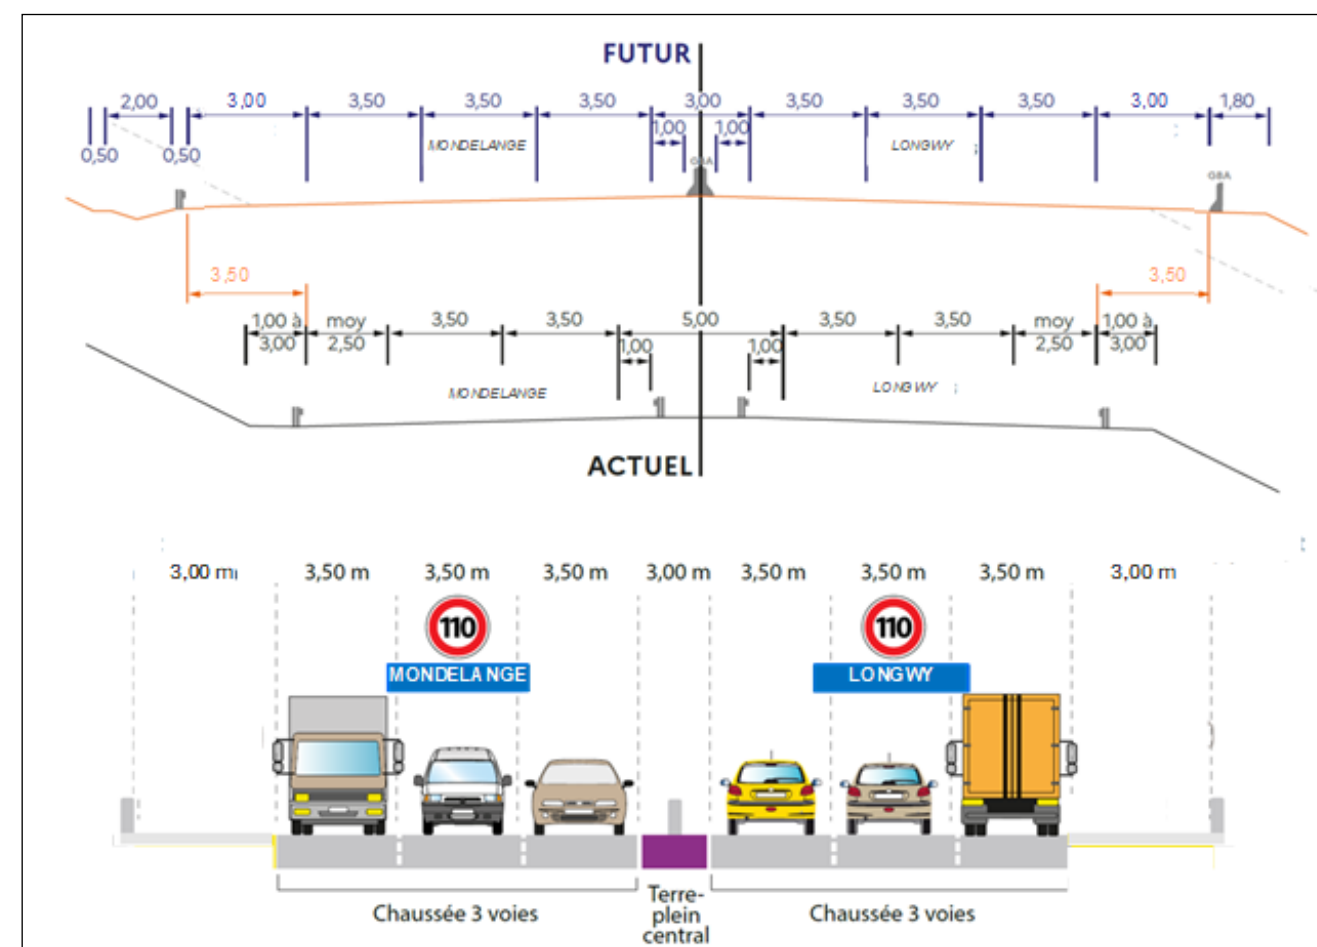 FUTUR
2,00 3,00 3,50 3,50 3,50 3,00 3,50 3,50 3,50 3,00 1,80
1,00 1,00
0,50 0,50 MONDELANGE LONGWY
GBA GBA
3,50 3,50
1,00 à moy 3,50 3,50 5,00 3,50 3,50 moy 1,00 à
3,00 2,50 1,00 1,00 2,50 3,00
MONDELANGE LONGWY
ACTUEL
3,00 m 3,50 m 3,50 m 3,50 m 3,00 m 3,50 m 3,50 m 3,50 m 3,00 m
110 110
MONDELANGE LONGWY
Chaussée 3 voies
Terre-
plein
central
Chaussée 3 voies